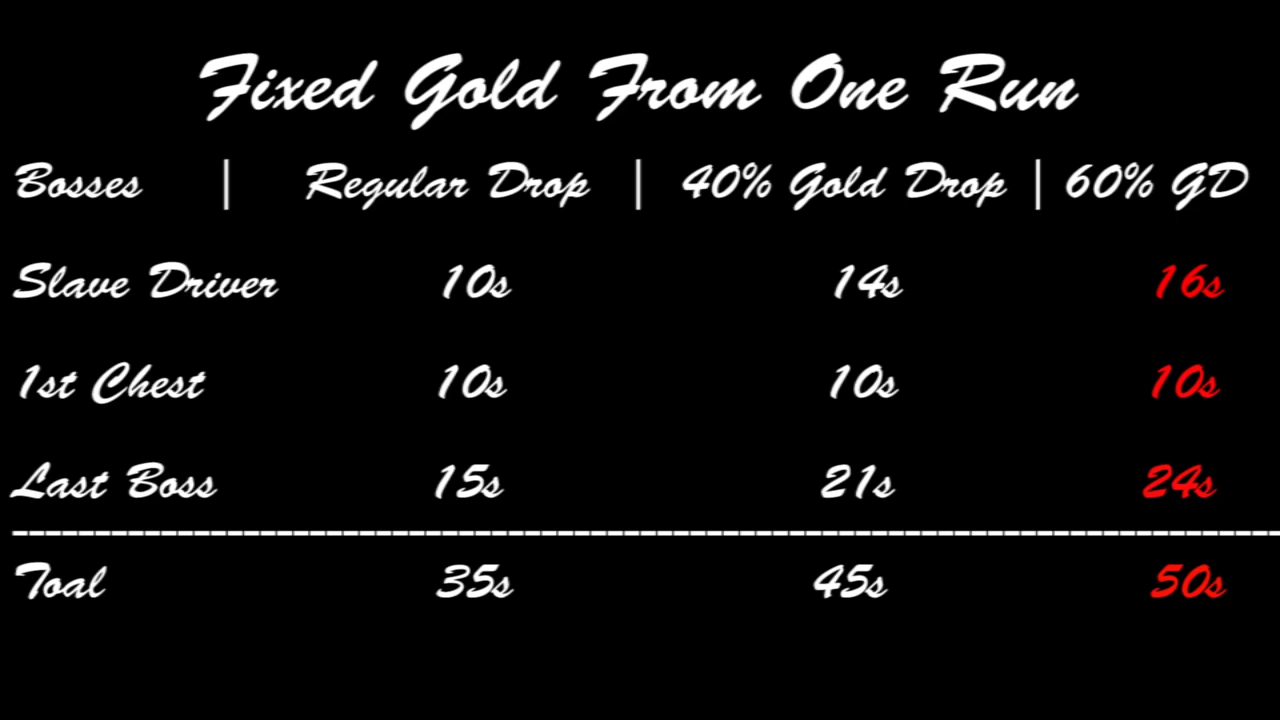 Fixed Gold From One Run
Bosses | Regular Drop | 40% Gold Drop | 60% GD
Slave Driver 10s 14s 16s
1st Chest 10s 10s 10s
Last Boss 15s 21s 24s
Toal 35s 45s 50s